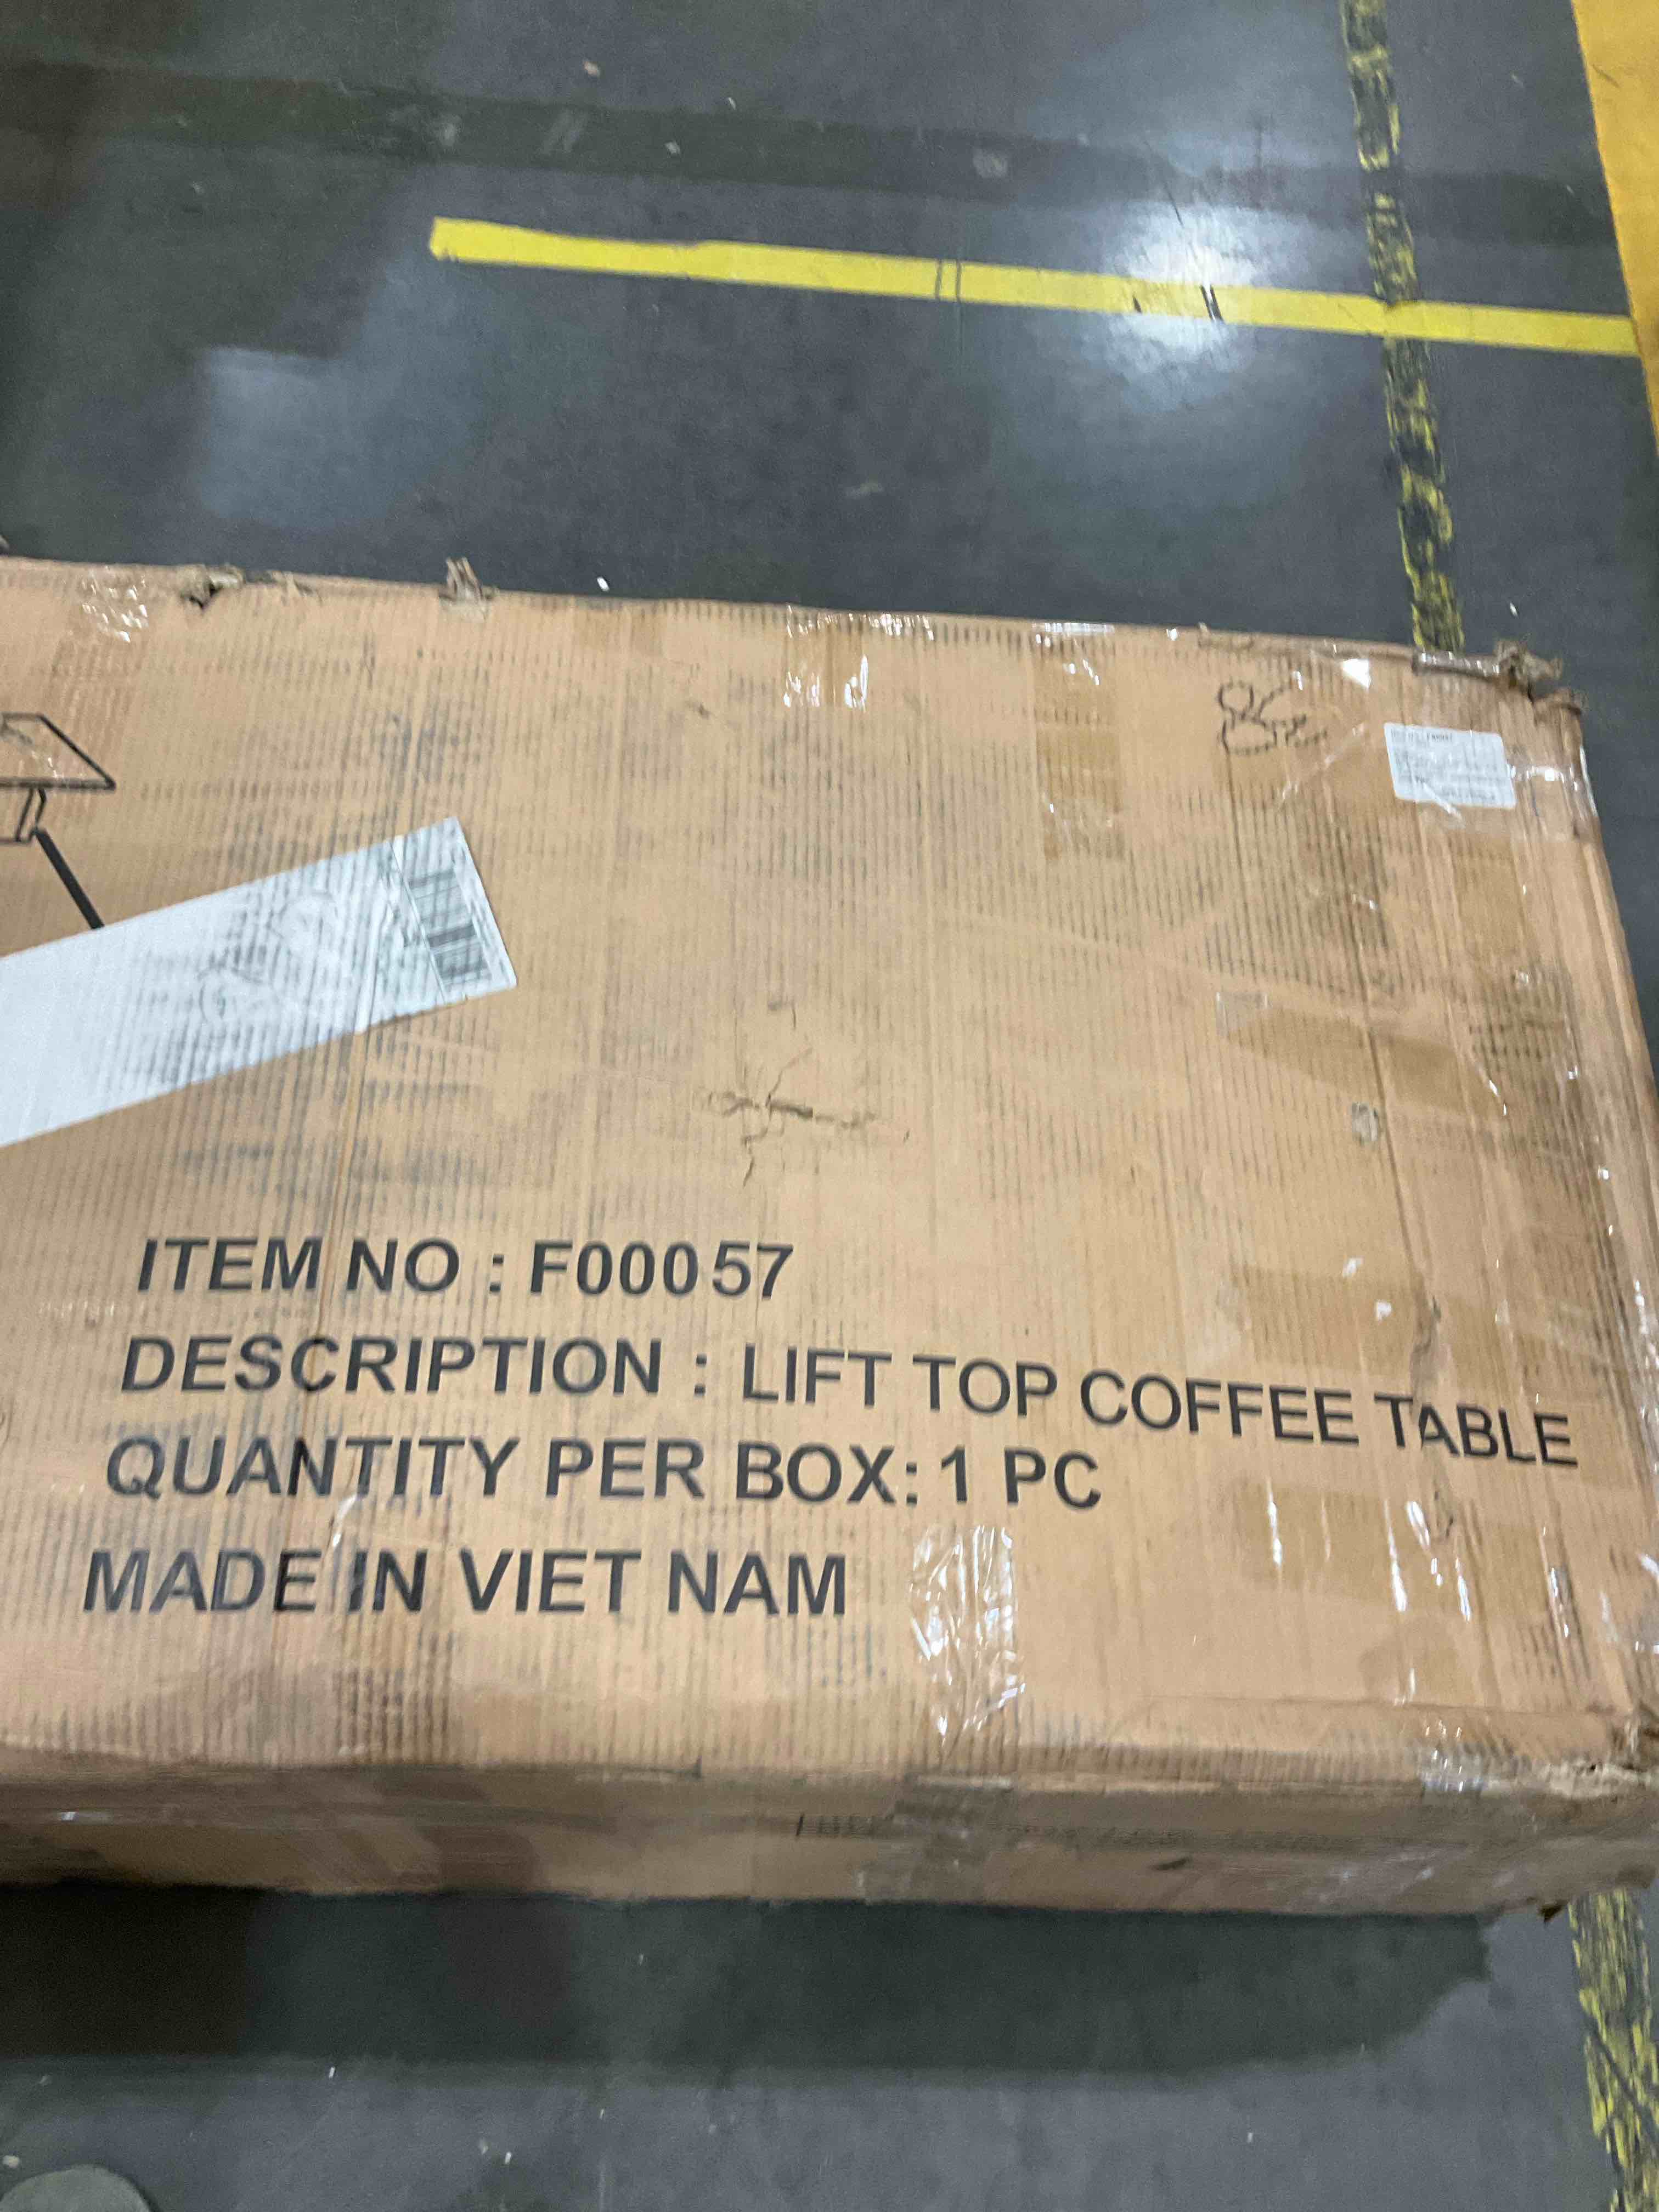 ITEM NO : F00057
DESCRIPTION : LIFT TOP COFFEE TABLE
QUANTITY PER BOX: 1 PC
MADE IN VIET NAM